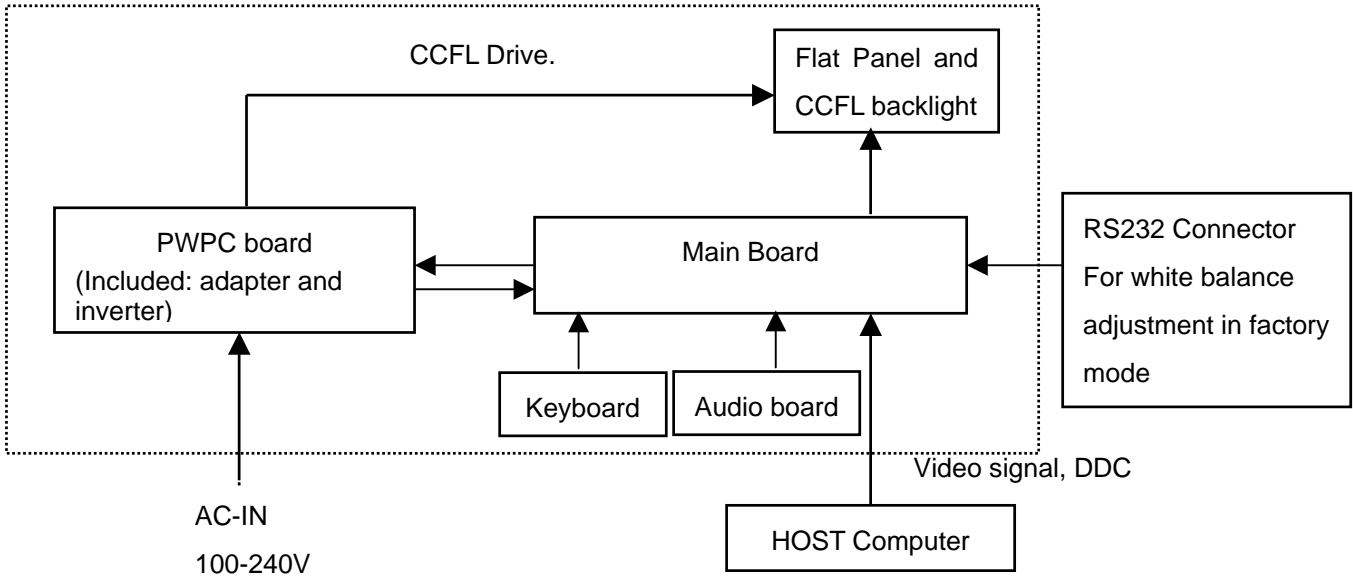 CCFL Drive.
Flat Panel and
CCFL backlight
PWPC board
(Included: adapter and
inverter)
Main Board
RS232 Connector
For white balance
adjustment in factory
mode
Keyboard
Audio board
Video signal, DDC
AC-IN
100-240V
HOST Computer